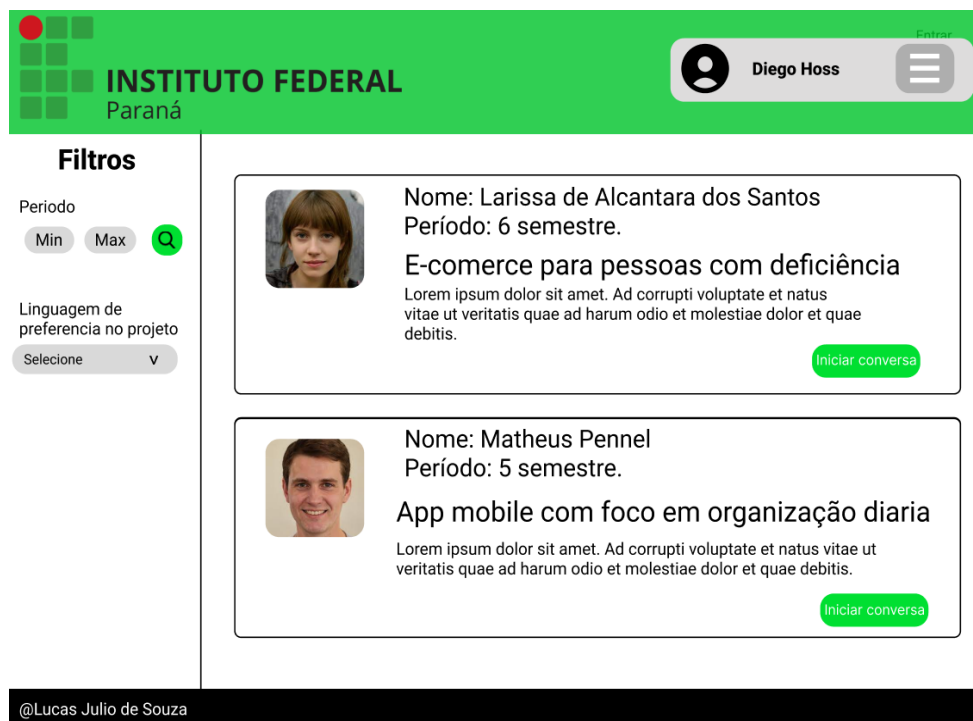 Entrar
INSTITUTO FEDERAL
Paraná
Diego Hoss
Filtros
Periodo
Min Max
Linguagem de
preferencia no projeto
Selecione v
Nome: Larissa de Alcantara dos Santos
Período: 6 semestre.
E-comerce para pessoas com deficiência
Lorem ipsum dolor sit amet. Ad corrupti voluptate et natus
vitae ut veritatis quae ad harum odio et molestiae dolor et quae
debitis.
Iniciar conversa
Nome: Matheus Pennel
Período: 5 semestre.
App mobile com foco em organização diaria
Lorem ipsum dolor sit amet. Ad corrupti voluptate et natus vitae ut
veritatis quae ad harum odio et molestiae dolor et quae debitis.
Iniciar conversa
@Lucas Julio de Souza